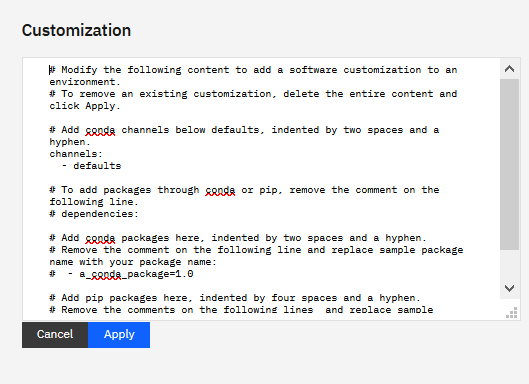 Customization
# Modify the following content to add a software customization to an
environment.
# To remove an existing customization, delete the entire content and
click Apply.
# Add conda channels below defaults, indented by two spaces and a
hyphen.
channels:
  - defaults
# To add packages through conda or pip, remove the comment on the
following line.
# dependencies:
# Add conda packages here, indented by two spaces and a hyphen.
# Remove the comment on the following line and replace sample package
name with your package name:
#  - a_conda_package=1.0
# Add pip packages here, indented by four spaces and a hyphen.
# Remove the comments on the following lines  and replace sample
Cancel
Apply